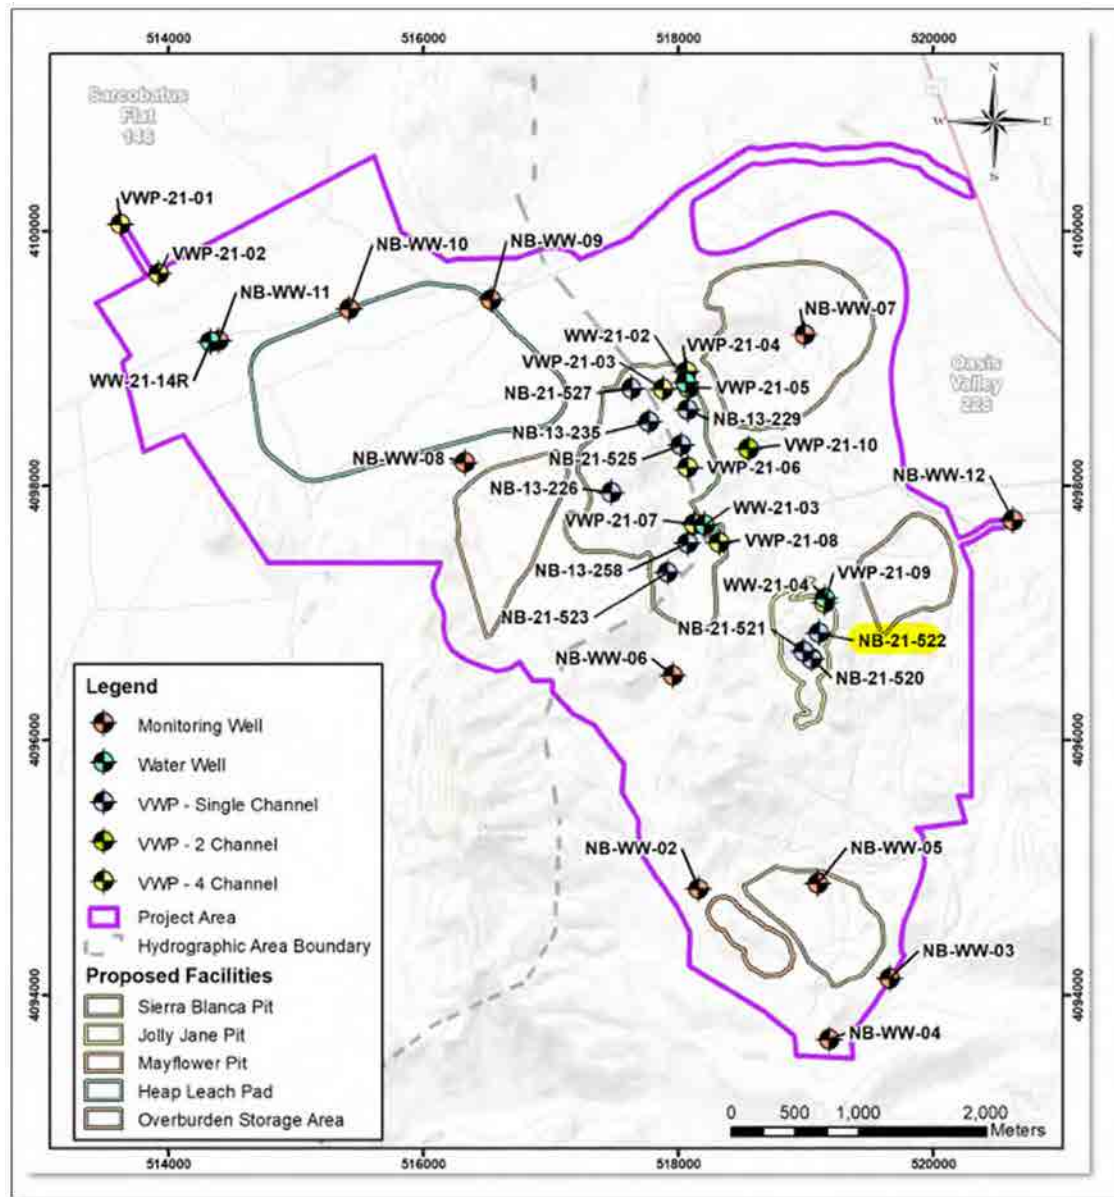 514000
516000
518000
520000
Sarcobatus
Flat
146
N
W
E
S
VWP-21-01
4100000
4100000
VWP-21-02
NB-WW-10
NB-WW-09
NB-WW-11
NB-WW-07
WW-21-02
VWP-21-04
VWP-21-03
Oasis
Valley
228
WW-21-14R
NB-21-527
VWP-21-05
NB-13-229
NB-13-235
VWP-21-10
NB-WW-08
NB-21-525
VWP-21-06
NB-WW-12
4098000
4098000
NB-13-226
WW-21-03
VWP-21-07
VWP-21-08
NB-13-258
VWP-21-09
WW-21-04
NB-21-523
NB-21-521
NB-21-522
NB-WW-06
NB-21-520
4096000
4096000
NB-WW-02
NB-WW-05
NB-WW-03
4094000
4094000
NB-WW-04
Legend
Monitoring Well
Water Well
VWP - Single Channel
VWP - 2 Channel
VWP - 4 Channel
Project Area
Hydrographic Area Boundary
Proposed Facilities
Sierra Blanca Pit
Jolly Jane Pit
Mayflower Pit
Heap Leach Pad
Overburden Storage Area
0 500 1,000 2,000
Meters
514000
516000
518000
520000